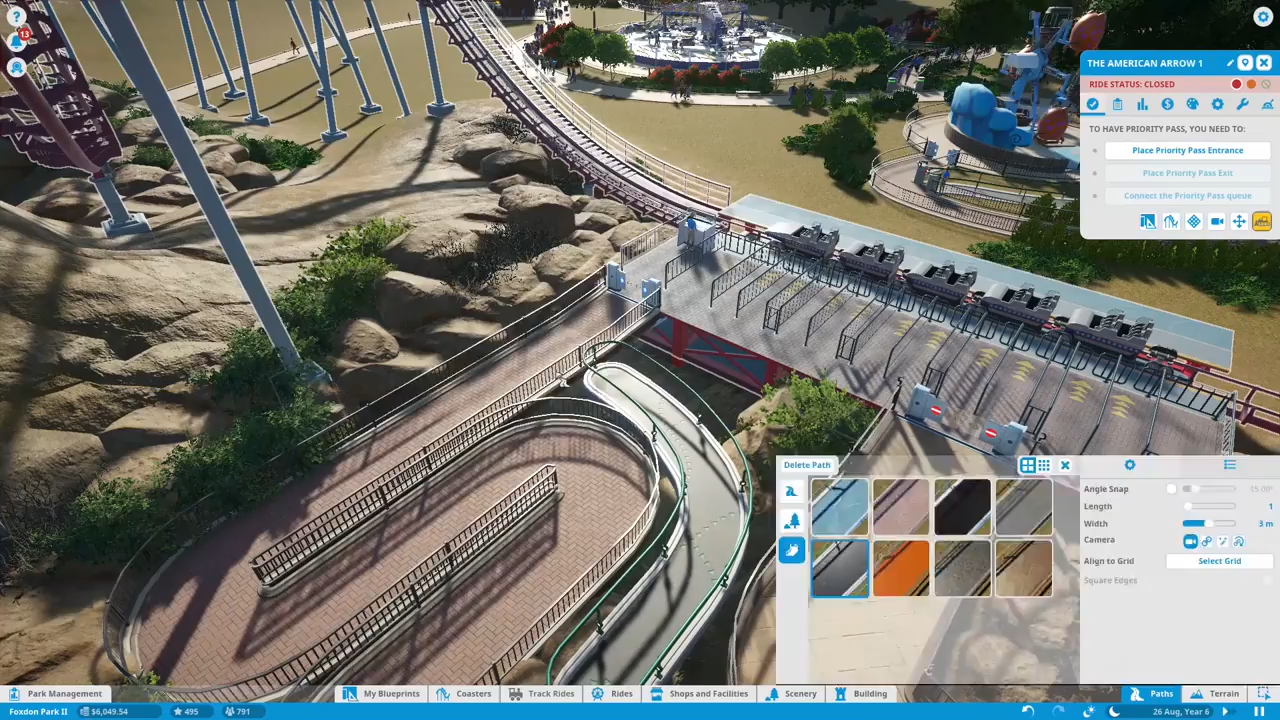 ?
13
THE AMERICAN ARROW 1
RIDE STATUS: CLOSED
TO HAVE PRIORITY PASS, YOU NEED TO:
Place Priority Pass Entrance
Place Priority Pass Exit
Connect the Priority Pass queue
Delete Path
Angle Snap 15.00°
Length 1
Width 3 m
Camera
Align to Grid Select Grid
Square Edges
Park Management My Blueprints Coasters Track Rides Rides Shops and Facilities Scenery Building Paths Terrain
Foxdon Park II $6,049.54 495 791 26 Aug, Year 6